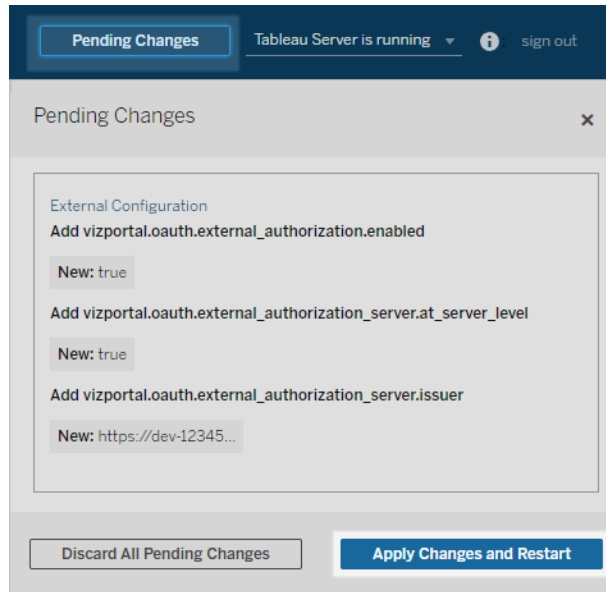 Pending Changes
Tableau Server is running
sign out
Pending Changes
External Configuration
Add vizportal.oauth.external_authorization.enabled
New: true
Add vizportal.oauth.external_authorization_server.at_server_level
New: true
Add vizportal.oauth.external_authorization_server.issuer
New: https://dev-12345...
Discard All Pending Changes
Apply Changes and Restart